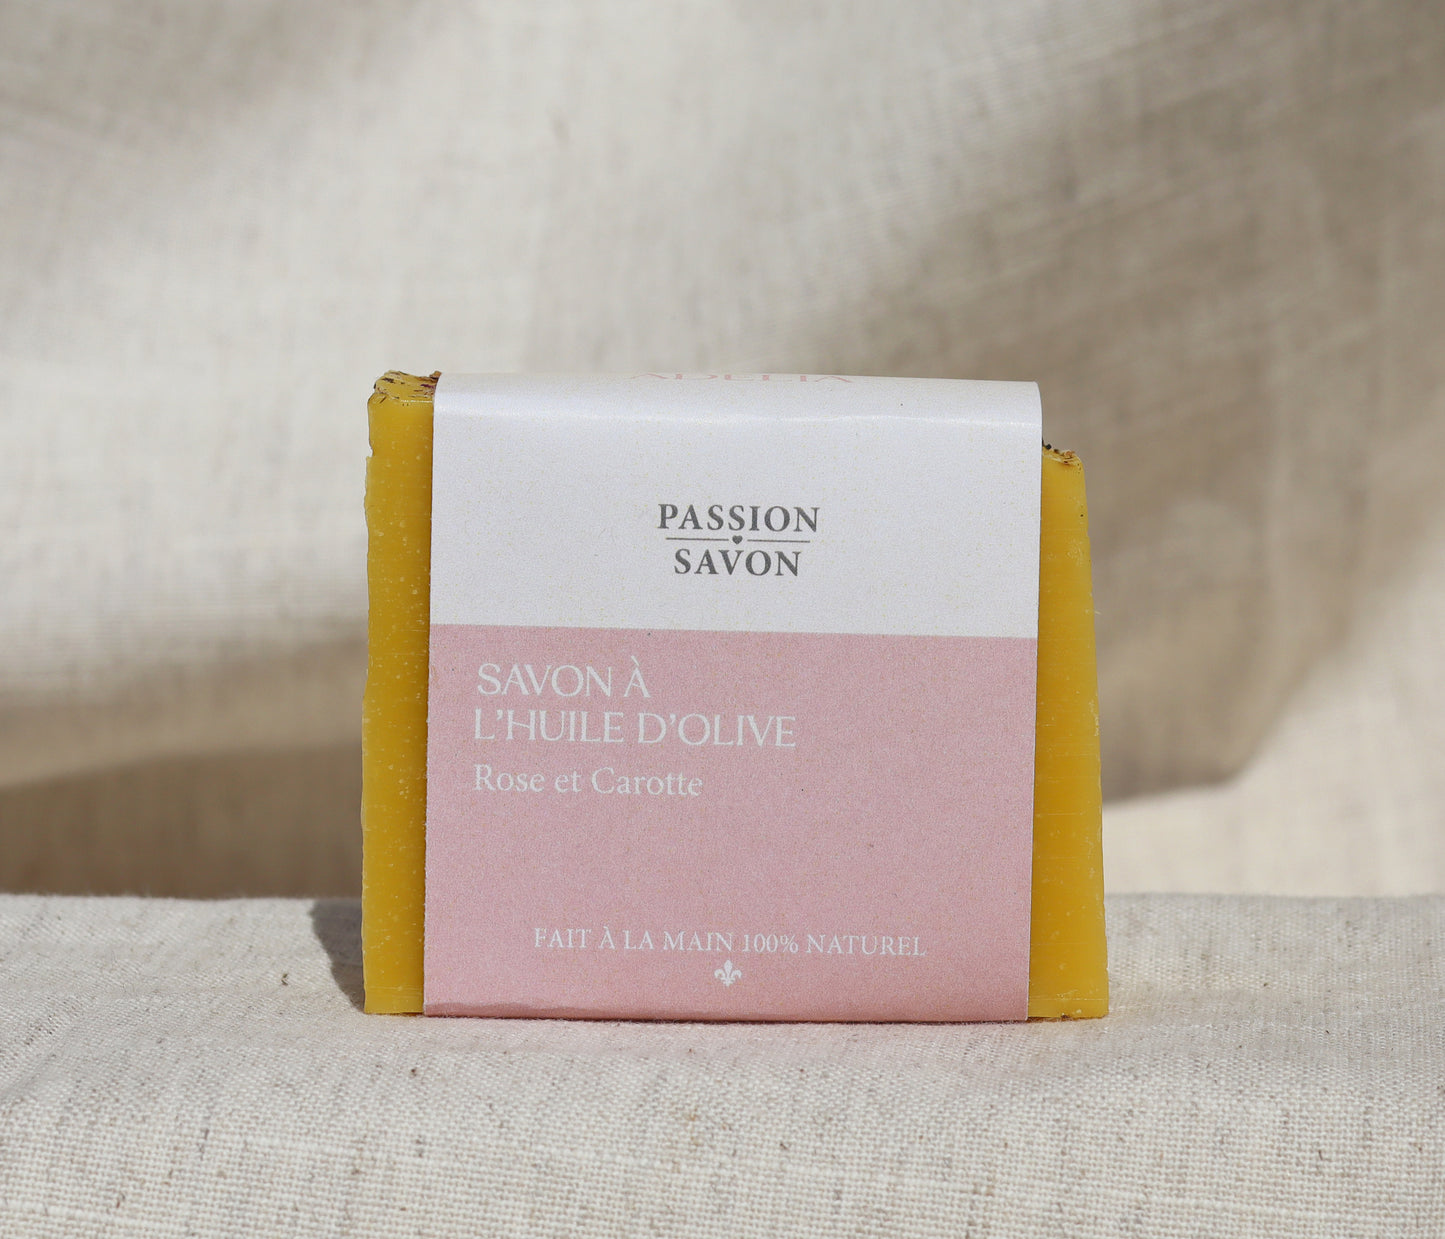 PASSION
SAVON
SAVON À
L'HUILE D'OLIVE
Rose et Carotte
FAIT À LA MAIN 100% NATUREL